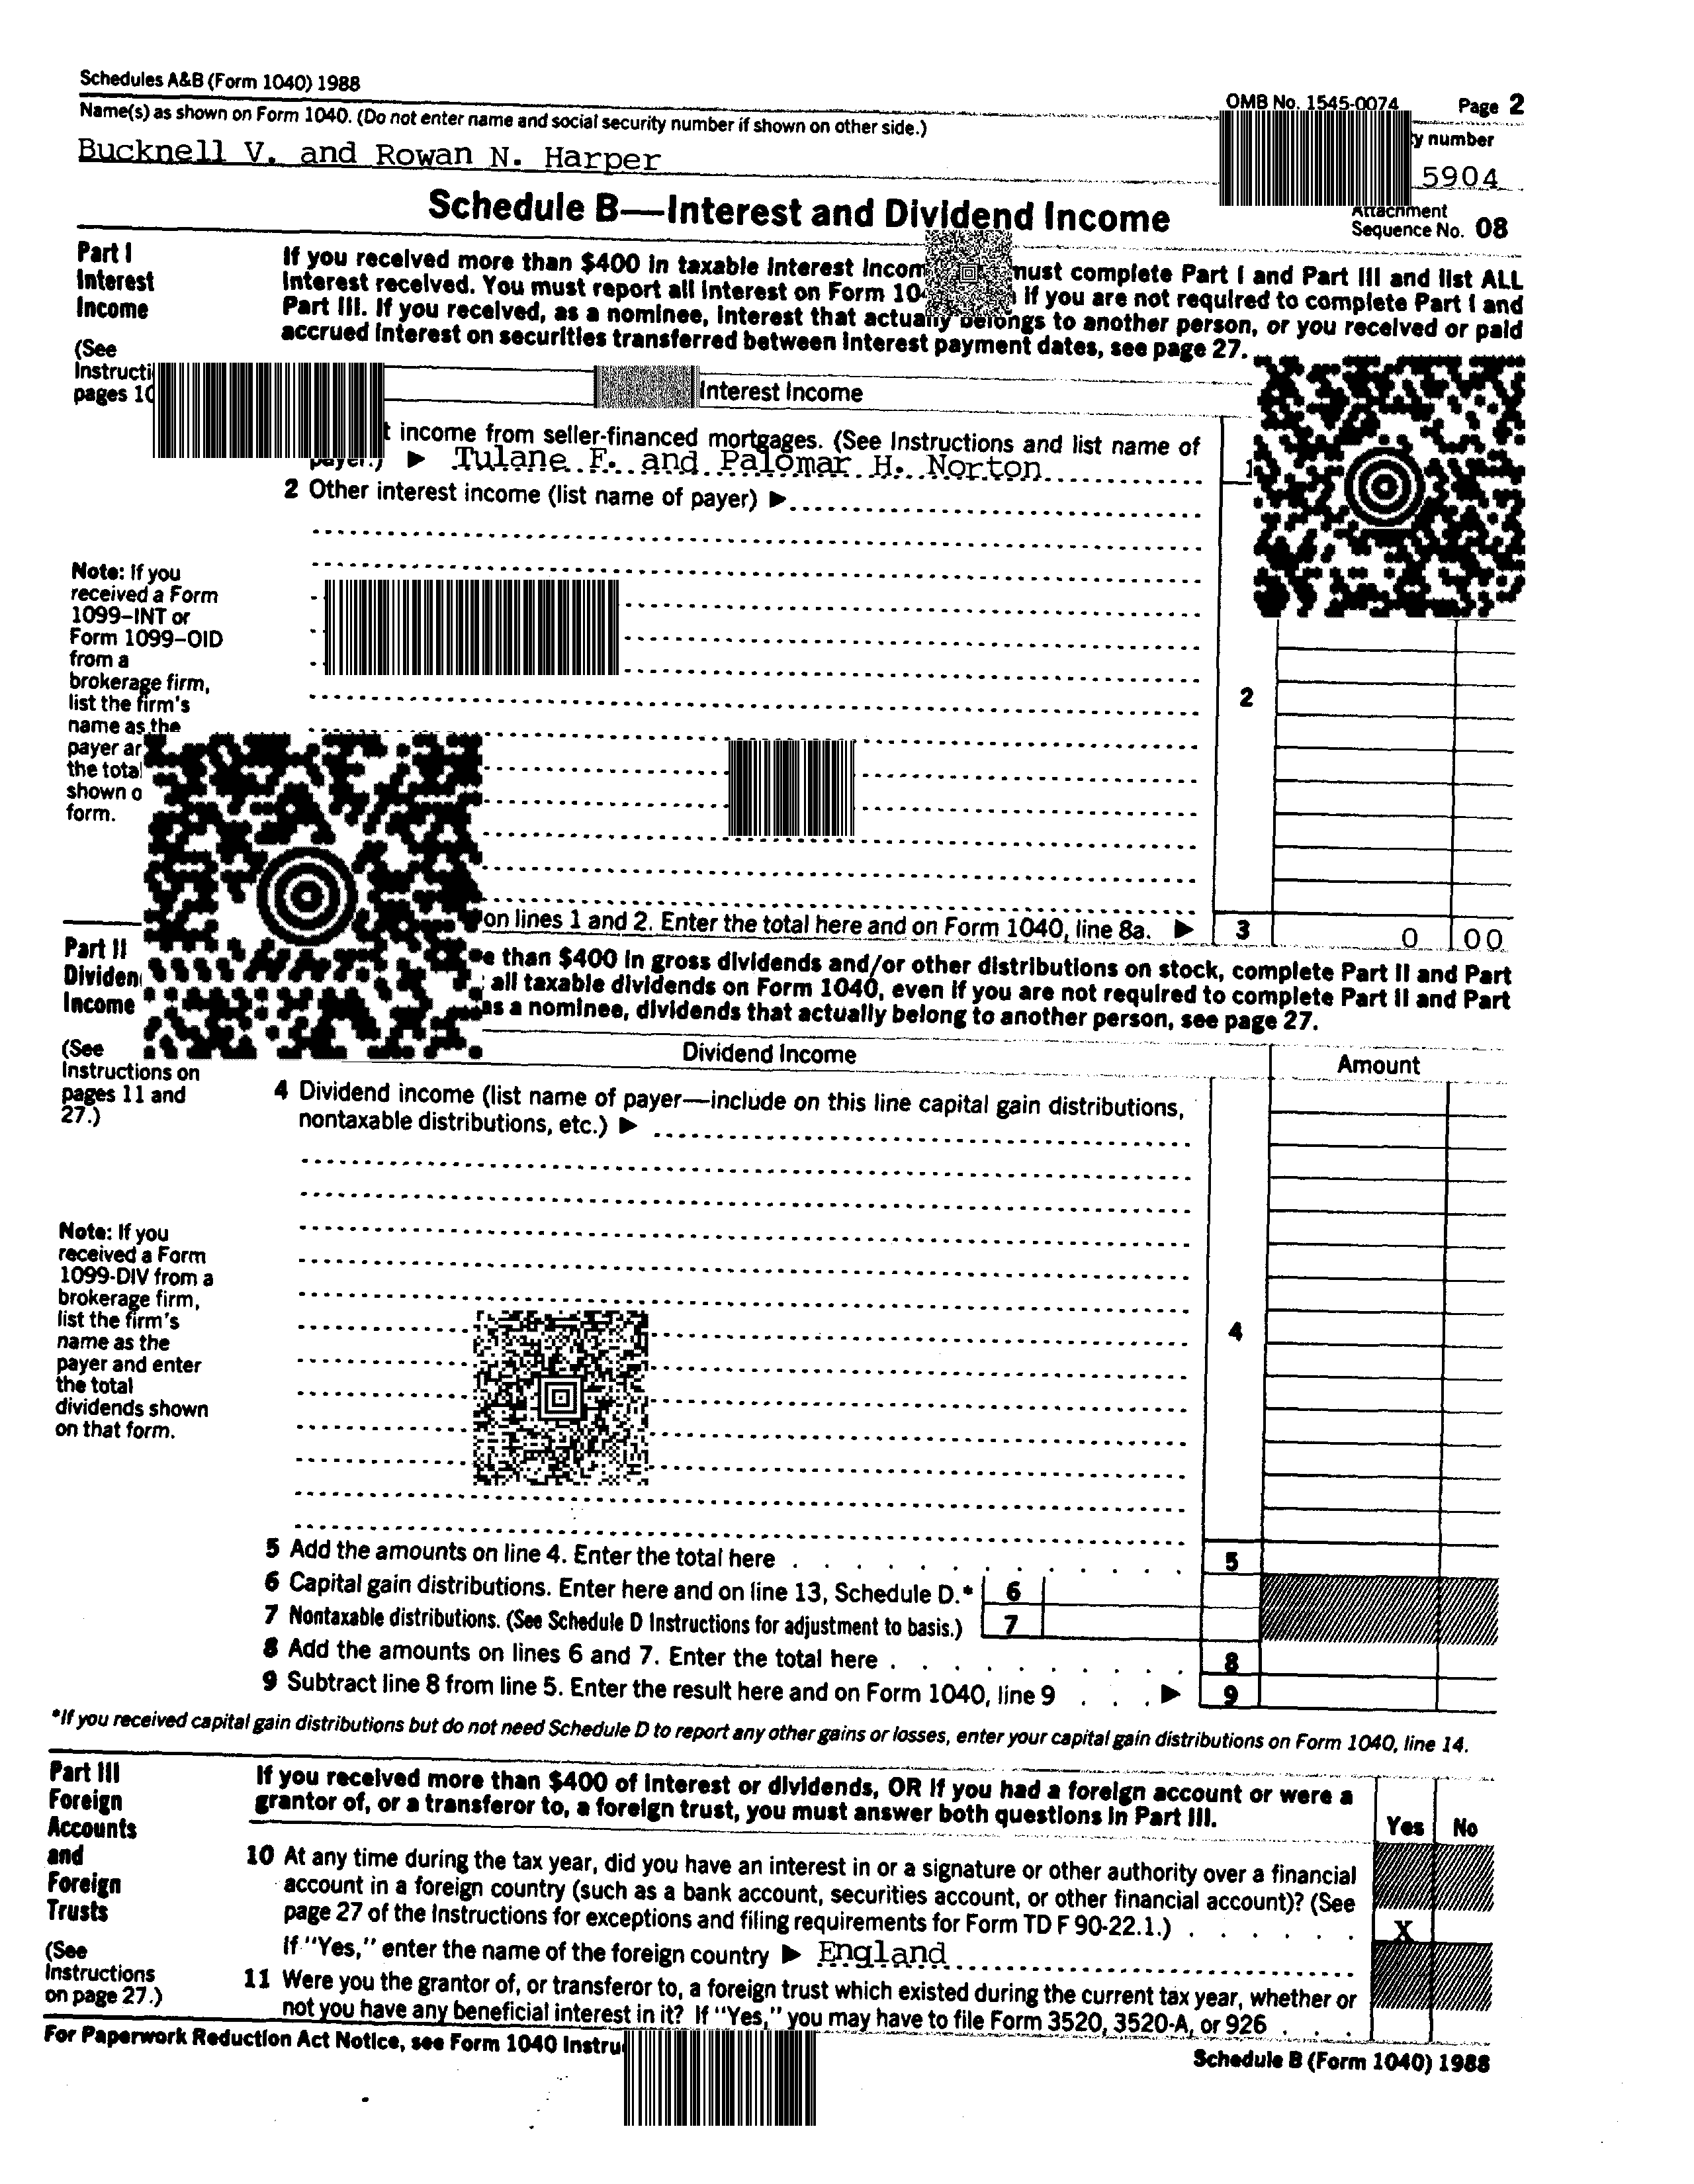 Schedules A&B (Form 1040) 1988
OMB No. 1545-0074 Page 2
Name(s) as shown on Form 1040. (Do not enter name and social security number if shown on other side.)
number
Bucknell V. and Rowan N. Harper
5904
Schedule B—Interest and Dividend Income
Attachment
Sequence No. 08
Part I
Interest
Income
If you received more than $400 in taxable interest must complete Part I and Part III and list ALL
interest received. You must report all interest on Form if you are not required to complete Part I and
Part III. If you received, as a nominee, interest that actually belongs to another person, or you received or paid
accrued interest on securities transferred between interest payment dates, see page 27.
(See
pages
Interest Income
income from seller-financed mortgages. (See Instructions and list name of
payer.) ▶ Tulane F. and Palomar H. Norton
2 Other interest income (list name of payer) ▶
Note: If you
received a Form
1099–INT or
Form 1099–OID
from a
brokerage firm,
list the firm's
name as the
payer
the total
shown
form.
2
on lines 1 and 2. Enter the total here and on Form 1040, line 8a. ▶ 3 0 00
Part II
Income
than $400 in gross dividends and/or other distributions on stock, complete Part II and Part
all taxable dividends on Form 1040, even if you are not required to complete Part II and Part
as a nominee, dividends that actually belong to another person, see page 27.
(See
Instructions on
pages 11 and
27.)
Dividend Income
Amount
4 Dividend income (list name of payer—include on this line capital gain distributions,
nontaxable distributions, etc.) ▶
Note: If you
received a Form
1099-DIV from a
brokerage firm,
list the firm's
name as the
payer and enter
the total
dividends shown
on that form.
4
5 Add the amounts on line 4. Enter the total here . . . . . . . . . . . 5
6 Capital gain distributions. Enter here and on line 13, Schedule D.* 6
7 Nontaxable distributions. (See Schedule D Instructions for adjustment to basis.) 7
8 Add the amounts on lines 6 and 7. Enter the total here . . . . . . . . . . 8
9 Subtract line 8 from line 5. Enter the result here and on Form 1040, line 9 . . . ▶ 9
*If you received capital gain distributions but do not need Schedule D to report any other gains or losses, enter your capital gain distributions on Form 1040, line 14.
Part III
Foreign
Accounts
and
Foreign
Trusts
(See
Instructions
on page 27.)
If you received more than $400 of interest or dividends, OR if you had a foreign account or were a
grantor of, or a transferor to, a foreign trust, you must answer both questions in Part III.
Yes No
10 At any time during the tax year, did you have an interest in or a signature or other authority over a financial
account in a foreign country (such as a bank account, securities account, or other financial account)? (See
page 27 of the Instructions for exceptions and filing requirements for Form TD F 90-22.1.) . . . . . . X
If "Yes," enter the name of the foreign country ▶ England
11 Were you the grantor of, or transferor to, a foreign trust which existed during the current tax year, whether or
not you have any beneficial interest in it? If "Yes," you may have to file Form 3520, 3520-A, or 926 . . .
For Paperwork Reduction Act Notice, see Form 1040
Schedule B (Form 1040) 1988